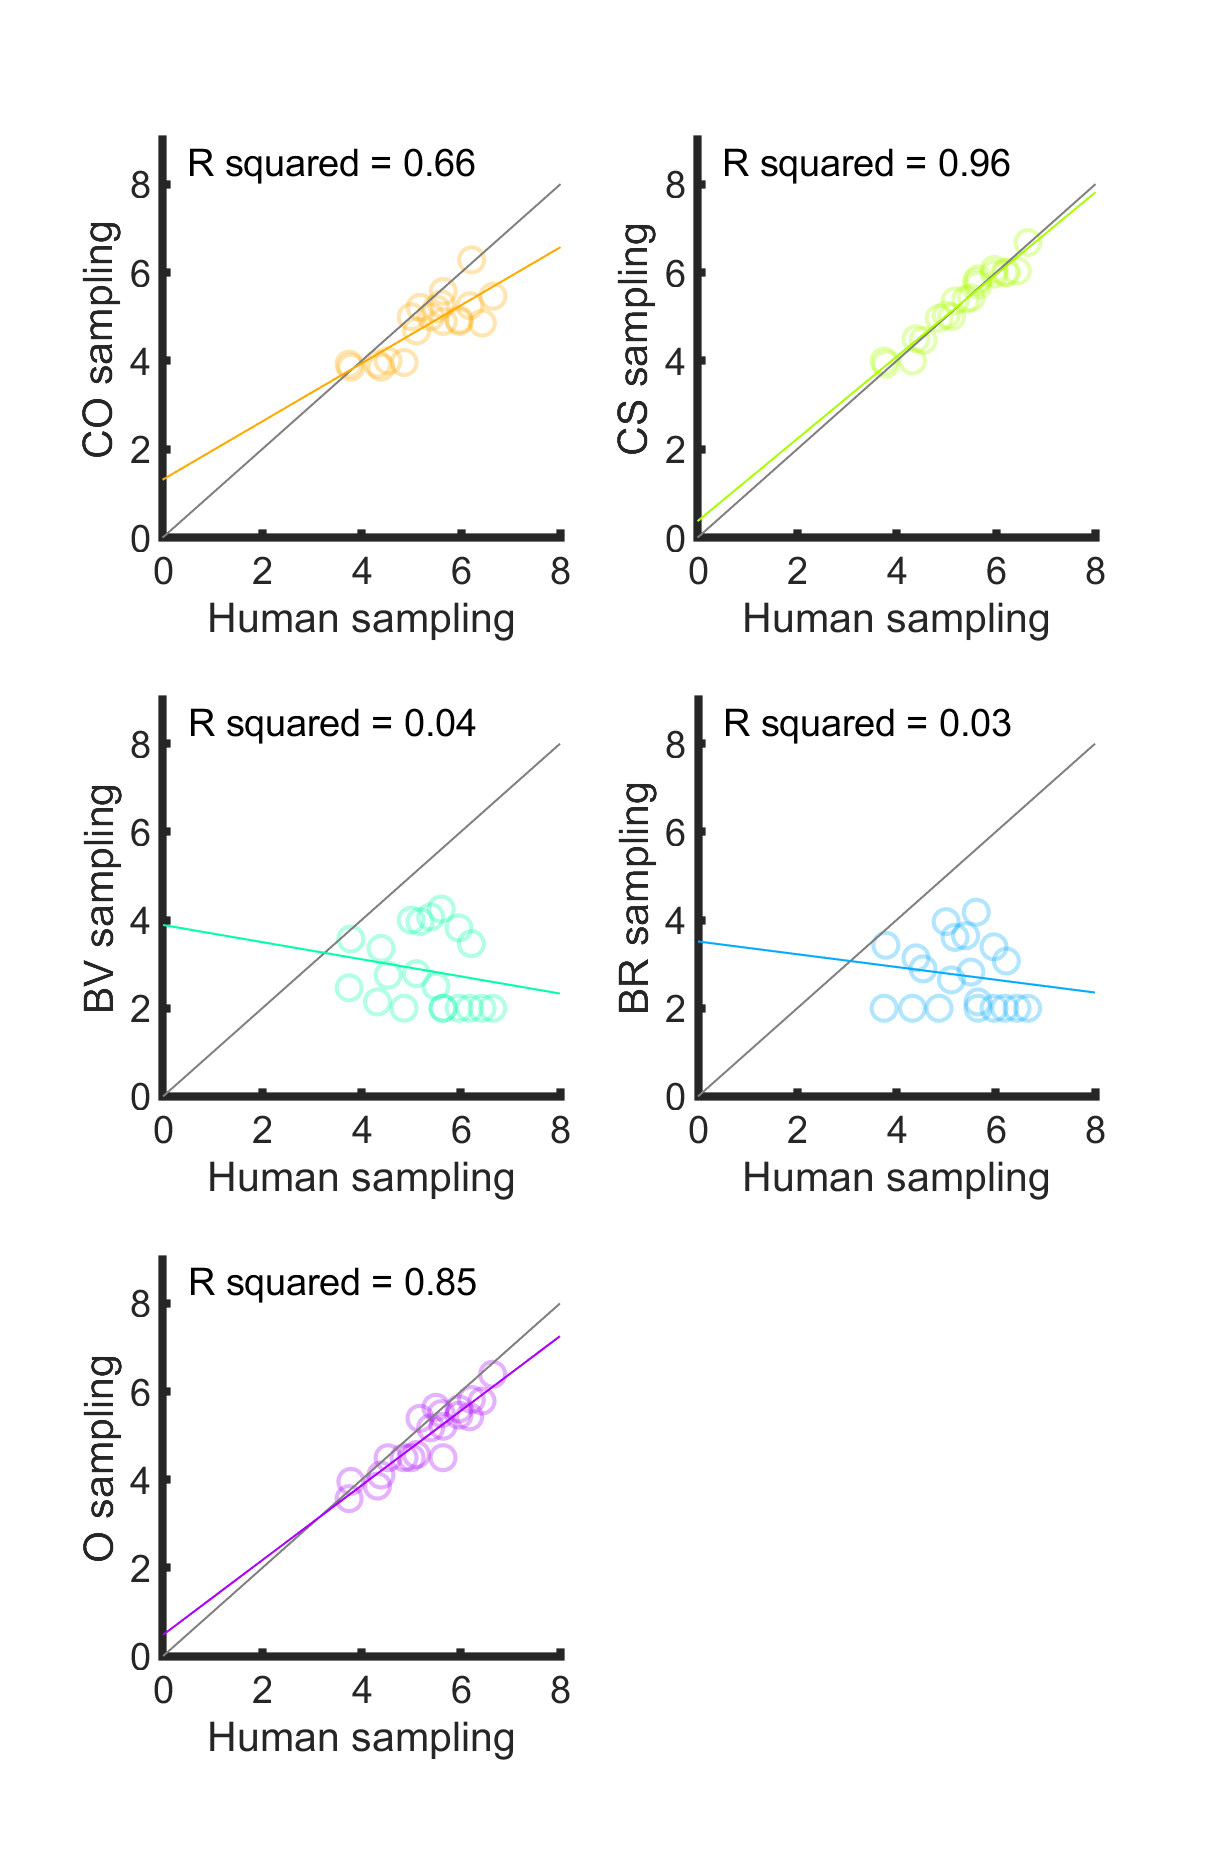 R squared = 0.66
CO sampling
8
6
4
2
0
0 2 4 6 8
Human sampling
R squared = 0.96
CS sampling
8
6
4
2
0
0 2 4 6 8
Human sampling
R squared = 0.04
BV sampling
8
6
4
2
0
0 2 4 6 8
Human sampling
R squared = 0.03
BR sampling
8
6
4
2
0
0 2 4 6 8
Human sampling
R squared = 0.85
O sampling
8
6
4
2
0
0 2 4 6 8
Human sampling